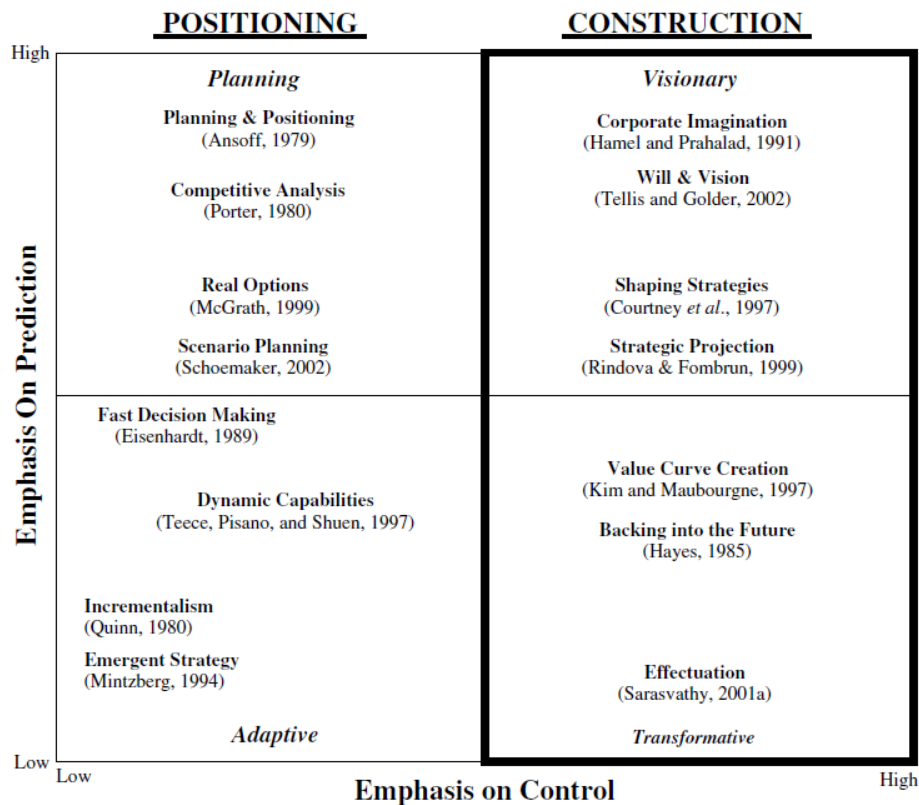 POSITIONING
CONSTRUCTION
High
Planning
Planning & Positioning
(Ansoff, 1979)
Competitive Analysis
(Porter, 1980)
Real Options
(McGrath, 1999)
Scenario Planning
(Schoemaker, 2002)
Visionary
Corporate Imagination
(Hamel and Prahalad, 1991)
Will & Vision
(Tellis and Golder, 2002)
Shaping Strategies
(Courtney et al., 1997)
Strategic Projection
(Rindova & Fombrun, 1999)
Emphasis On Prediction
Fast Decision Making
(Eisenhardt, 1989)
Dynamic Capabilities
(Teece, Pisano, and Shuen, 1997)
Incrementalism
(Quinn, 1980)
Emergent Strategy
(Mintzberg, 1994)
Adaptive
Value Curve Creation
(Kim and Maubourgne, 1997)
Backing into the Future
(Hayes, 1985)
Effectuation
(Sarasvathy, 2001a)
Transformative
Low
Low
Emphasis on Control
High